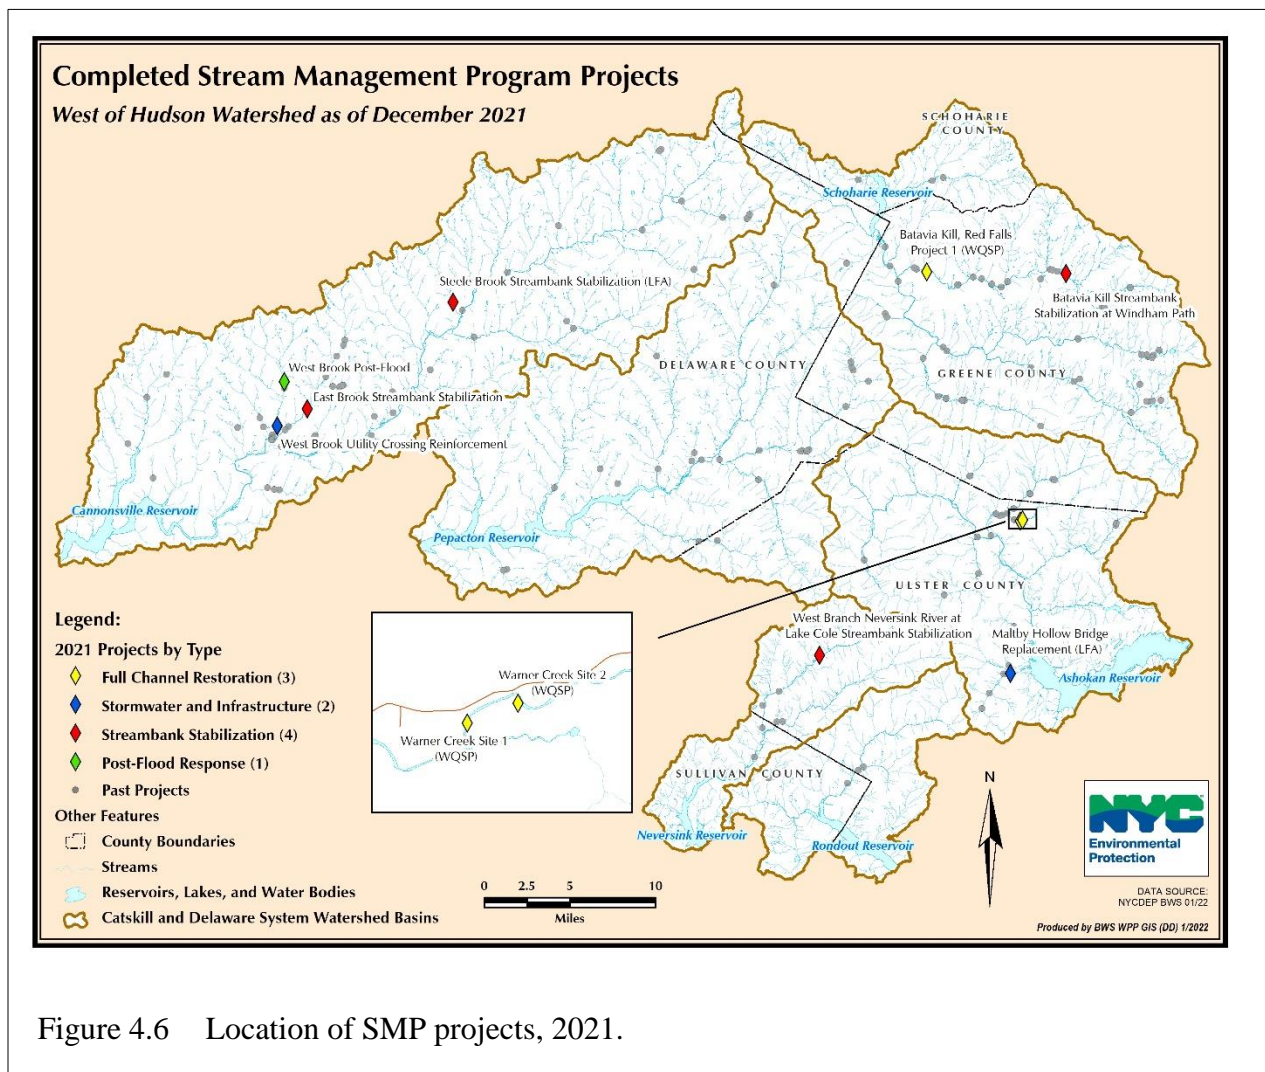 Completed Stream Management Program Projects
West of Hudson Watershed as of December 2021
SCHOHARIE
COUNTY
Schoharie Reservoir
Batavia Kill, Red Falls
Project 1 (WQSP)
Steele Brook Streambank Stabilization (LFA)
Batavia Kill Streambank
Stabilization at Windham Path
West Brook Post-Flood
DELAWARE COUNTY
GREENE COUNTY
East Brook Streambank Stabilization
West Brook Utility Crossing Reinforcement
Cannonsville Reservoir
Pepacton Reservoir
ULSTER COUNTY
West Branch Neversink River at
Lake Cole Streambank Stabilization
Maltby Hollow Bridge
Replacement (LFA)
Ashokan Reservoir
Legend:
2021 Projects by Type
Full Channel Restoration (3)
Stormwater and Infrastructure (2)
Streambank Stabilization (4)
Post-Flood Response (1)
Past Projects
Other Features
County Boundaries
Streams
Reservoirs, Lakes, and Water Bodies
Catskill and Delaware System Watershed Basins
Warner Creek Site 2
(WQSP)
Warner Creek Site 1
(WQSP)
SULLIVAN COUNTY
Neversink Reservoir
Rondout Reservoir
0 2.5 5 10
Miles
N
NYC
Environmental
Protection
DATA SOURCE:
NYCDEP BWS 01/22
Produced by BWS WPP GIS (DD) 1/2022
Figure 4.6 Location of SMP projects, 2021.